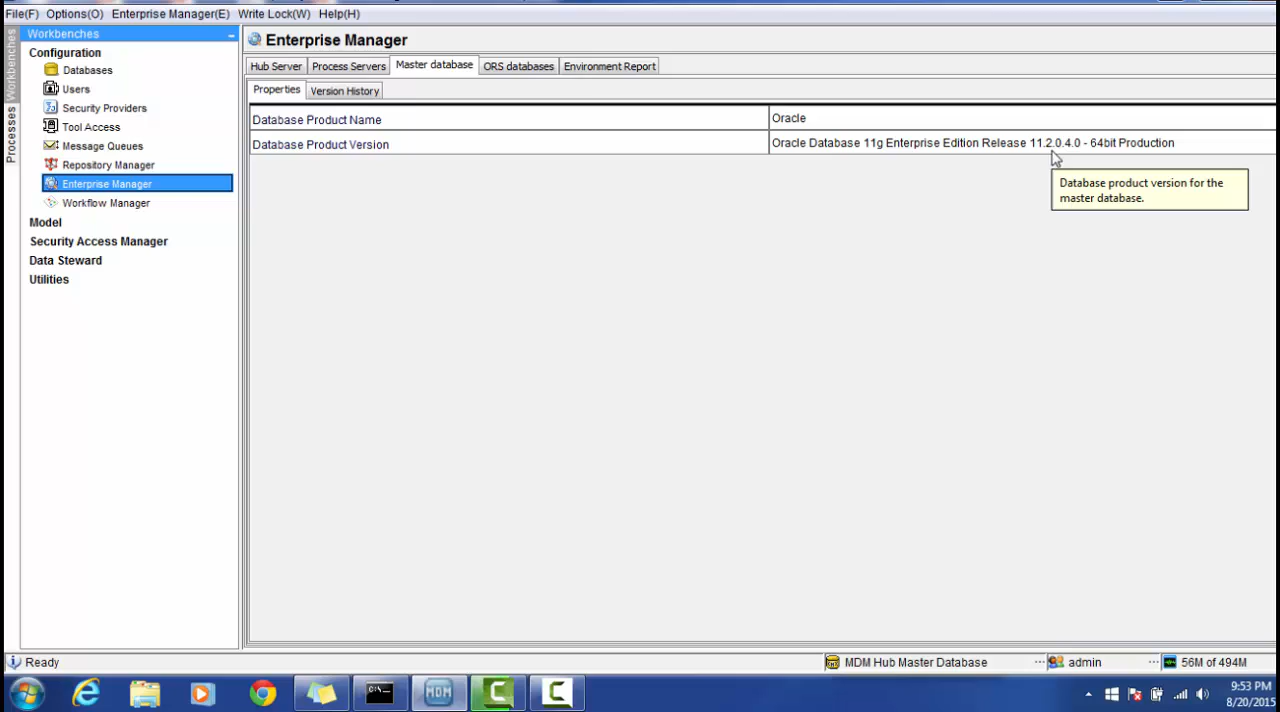 File(F) Options(O) Enterprise Manager(E) Write Lock(W) Help(H)
Workbenches
Processes
Workbenches
Configuration
Databases
Users
Security Providers
Tool Access
Message Queues
Repository Manager
Enterprise Manager
Workflow Manager
Model
Security Access Manager
Data Steward
Utilities
Enterprise Manager
Hub Server Process Servers Master database ORS databases Environment Report
Properties Version History
Database Product Name Oracle
Database Product Version Oracle Database 11g Enterprise Edition Release 11.2.0.4.0 - 64bit Production
Database product version for the
master database.
Ready MDM Hub Master Database admin 56M of 494M
C:\.
MDM
9:53 PM
8/20/2015